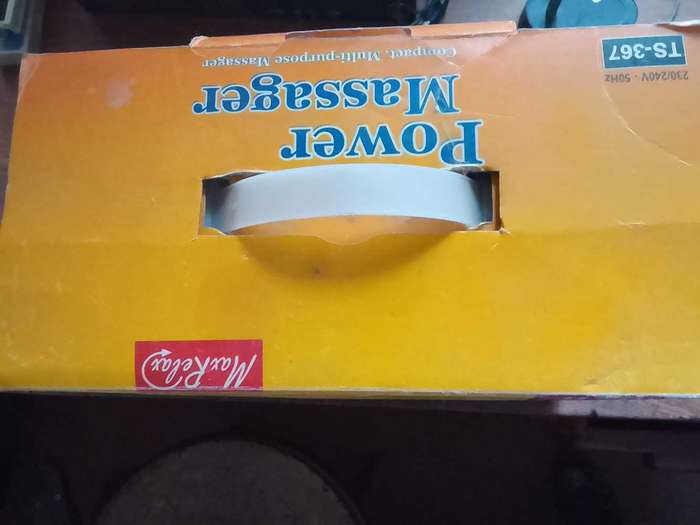 MaxRelax
Power
Massager
Compact, Multi-purpose Massager
TS-367
230/240V - 50Hz